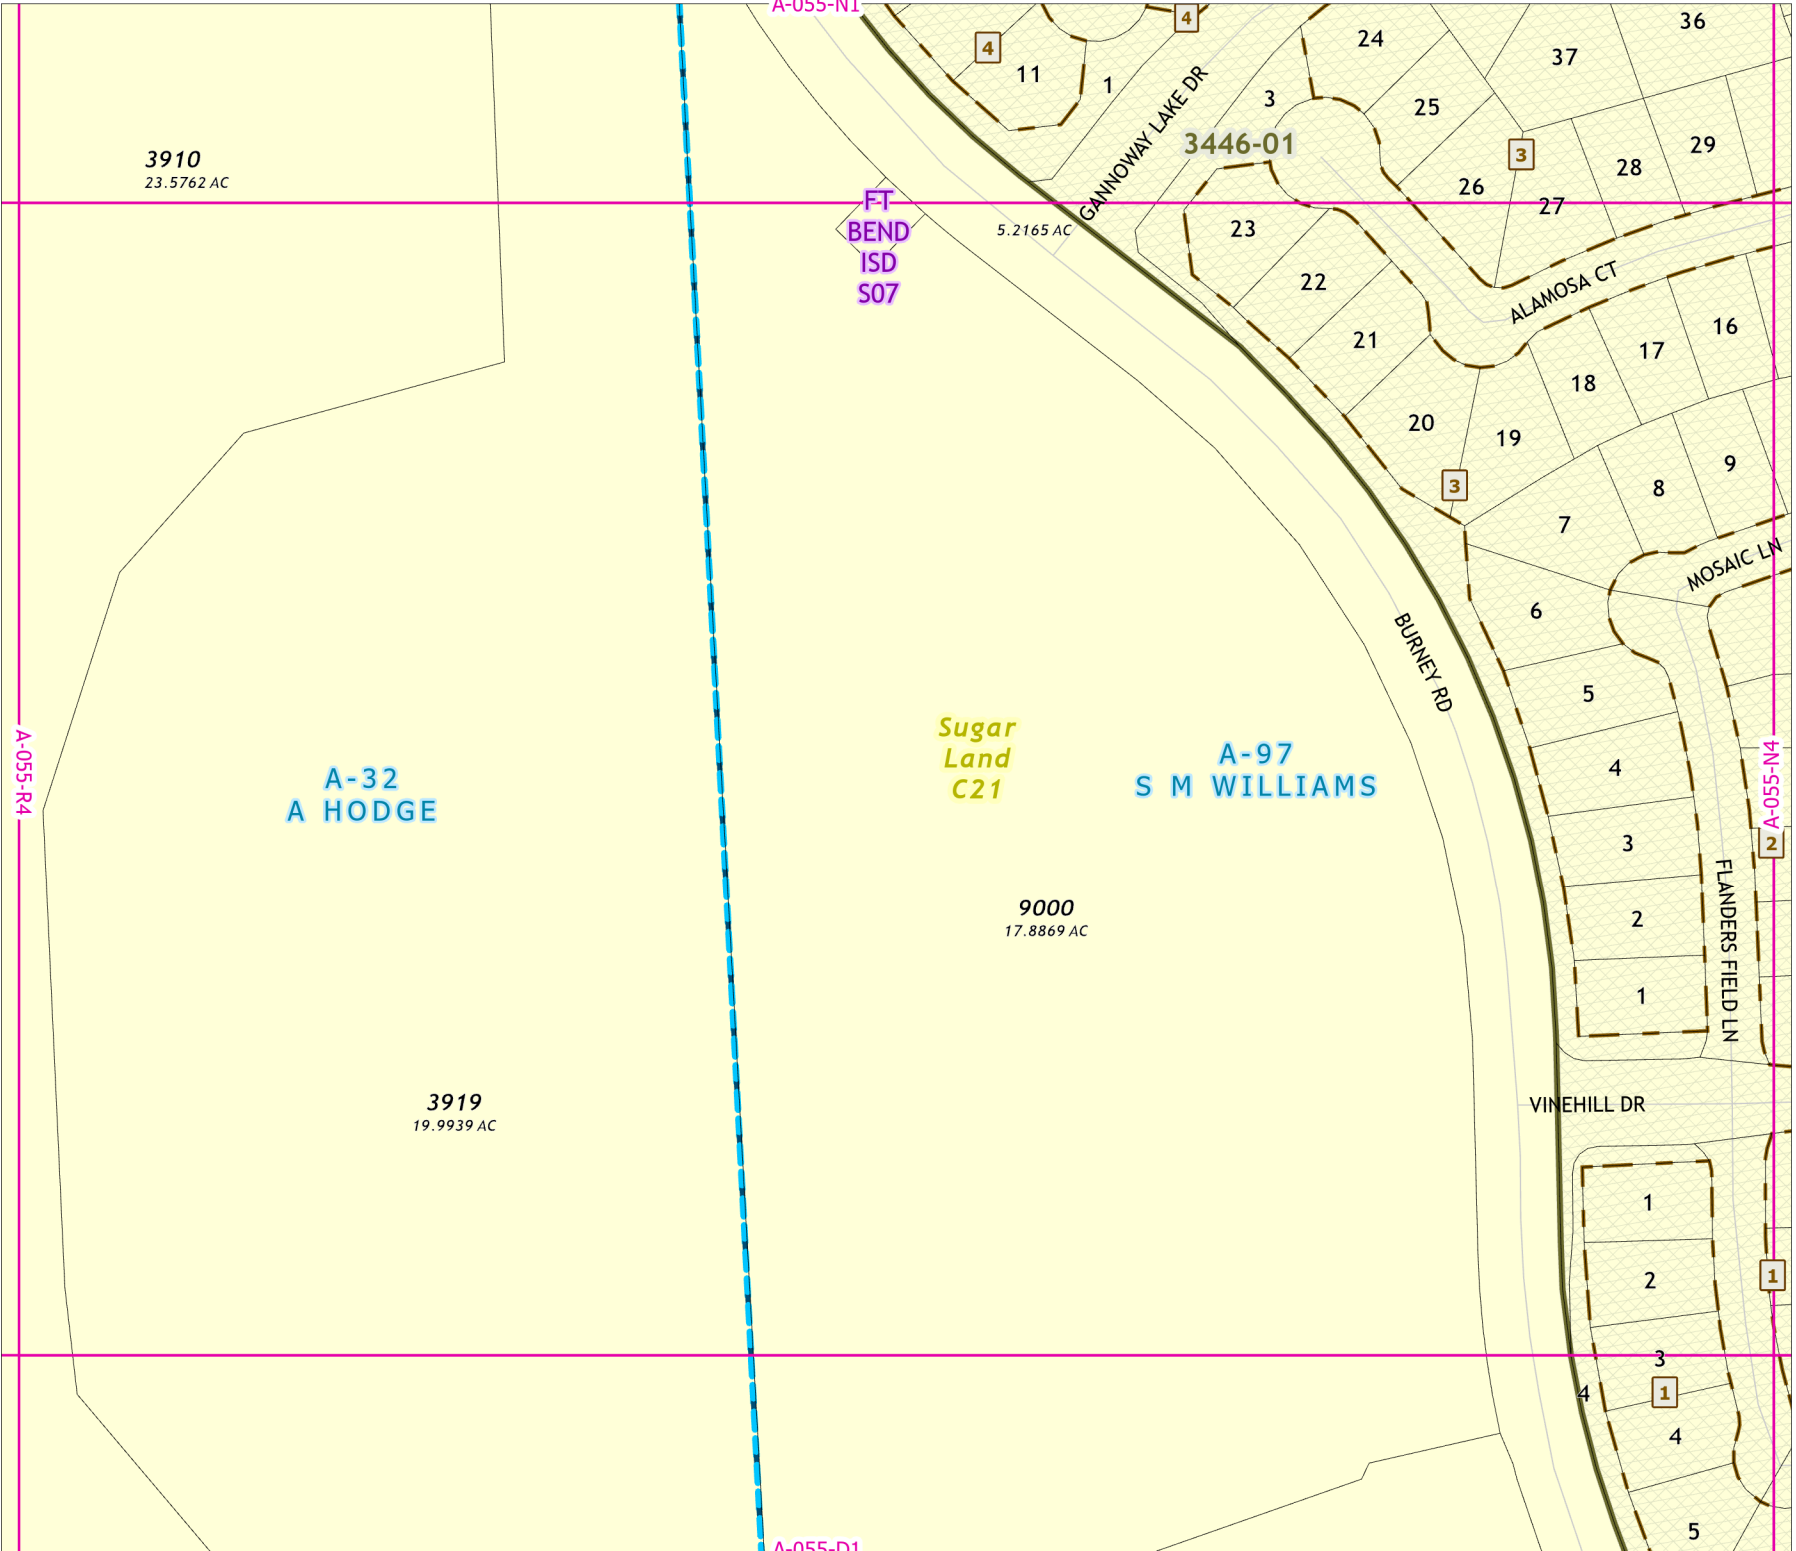 A-055-N1
36
24
4
4
37
11
1
3
25
GANNOWAY LAKE DR
3446-01
29
3
28
3910
23.5762 AC
26
27
FT
BEND
ISD
S07
5.2165 AC
23
22
ALAMOSA CT
16
21
17
18
20
19
9
3
8
7
MOSAIC LN
6
BURNEY RD
5
Sugar
Land
C21
A-97
S M WILLIAMS
A-32
A HODGE
A-055-R4
A-055-N4
4
3
2
FLANDERS FIELD LN
9000
17.8869 AC
2
1
3919
19.9939 AC
VINEHILL DR
1
2
1
3
4
1
4
5
A-055-D1